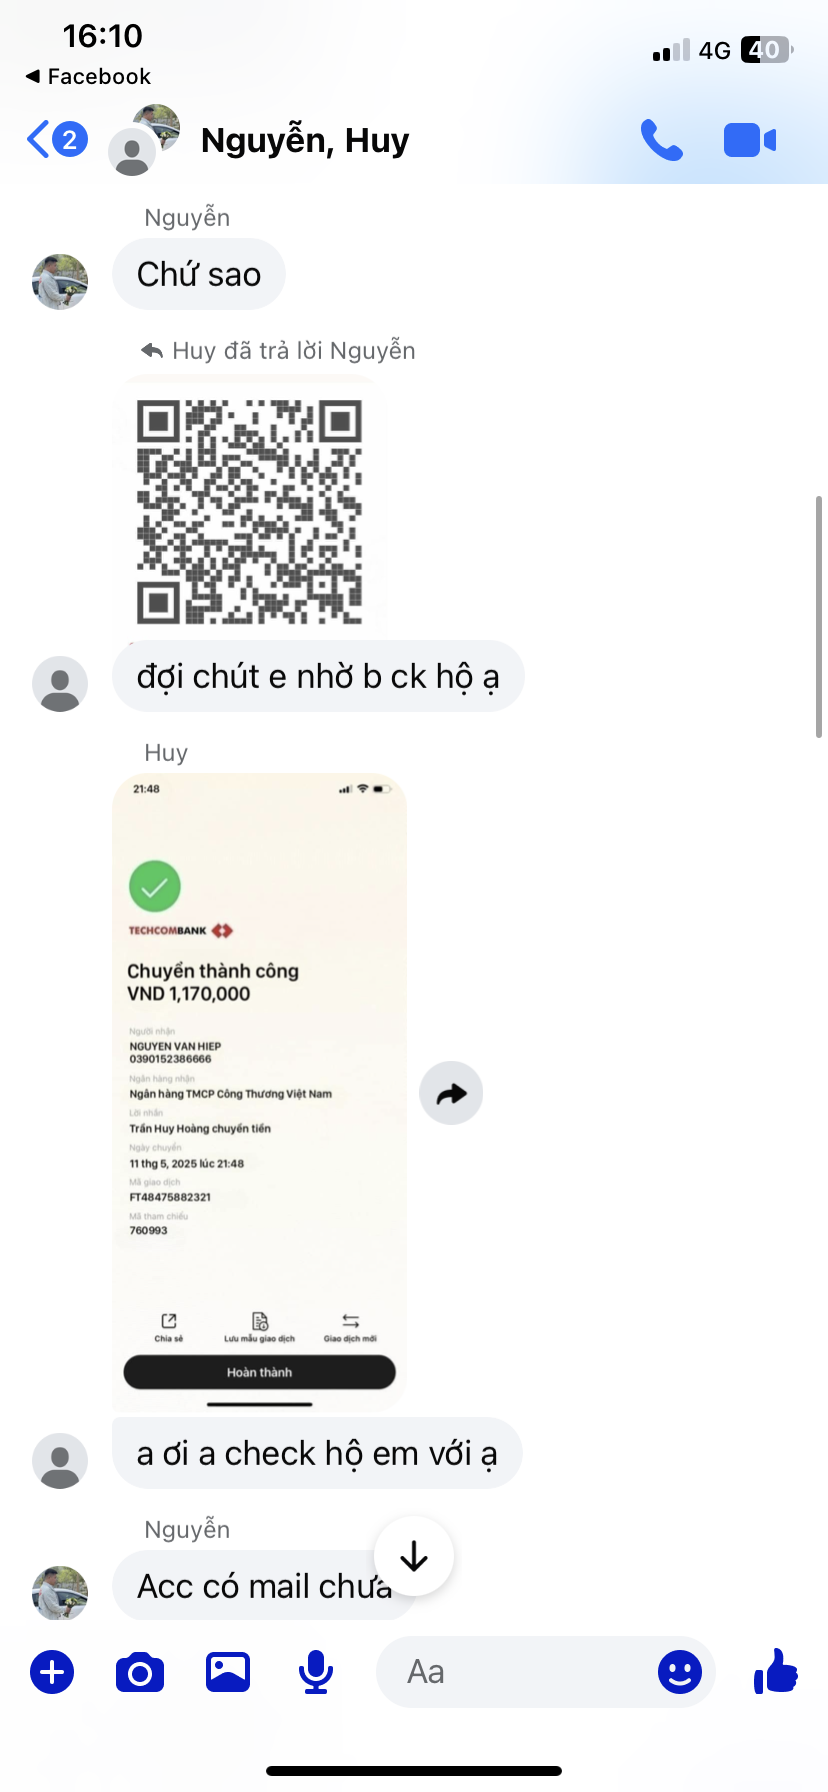 16:10
4G
40
Facebook
2
Nguyễn, Huy
Nguyễn
Chứ sao
Huy đã trả lời Nguyễn
đợi chút e nhờ b ck hộ ạ
Huy
21:48
TECHCOMBANK
Chuyển thành công
VND 1,170,000
Người nhận
NGUYEN VAN HIEP
0390152386666
Ngân hàng nhận
Ngân hàng TMCP Công Thương Việt Nam
Lời nhắn
Trần Huy Hoàng chuyển tiền
Ngày chuyển
11 thg 5, 2025 lúc 21:48
Mã giao dịch
FT48475882321
Mã tham chiếu
760993
Chia sẻ
Lưu mẫu giao dịch
Giao dịch mới
Hoàn thành
a ơi a check hộ em với ạ
Nguyễn
Acc có mail chưa
Aa